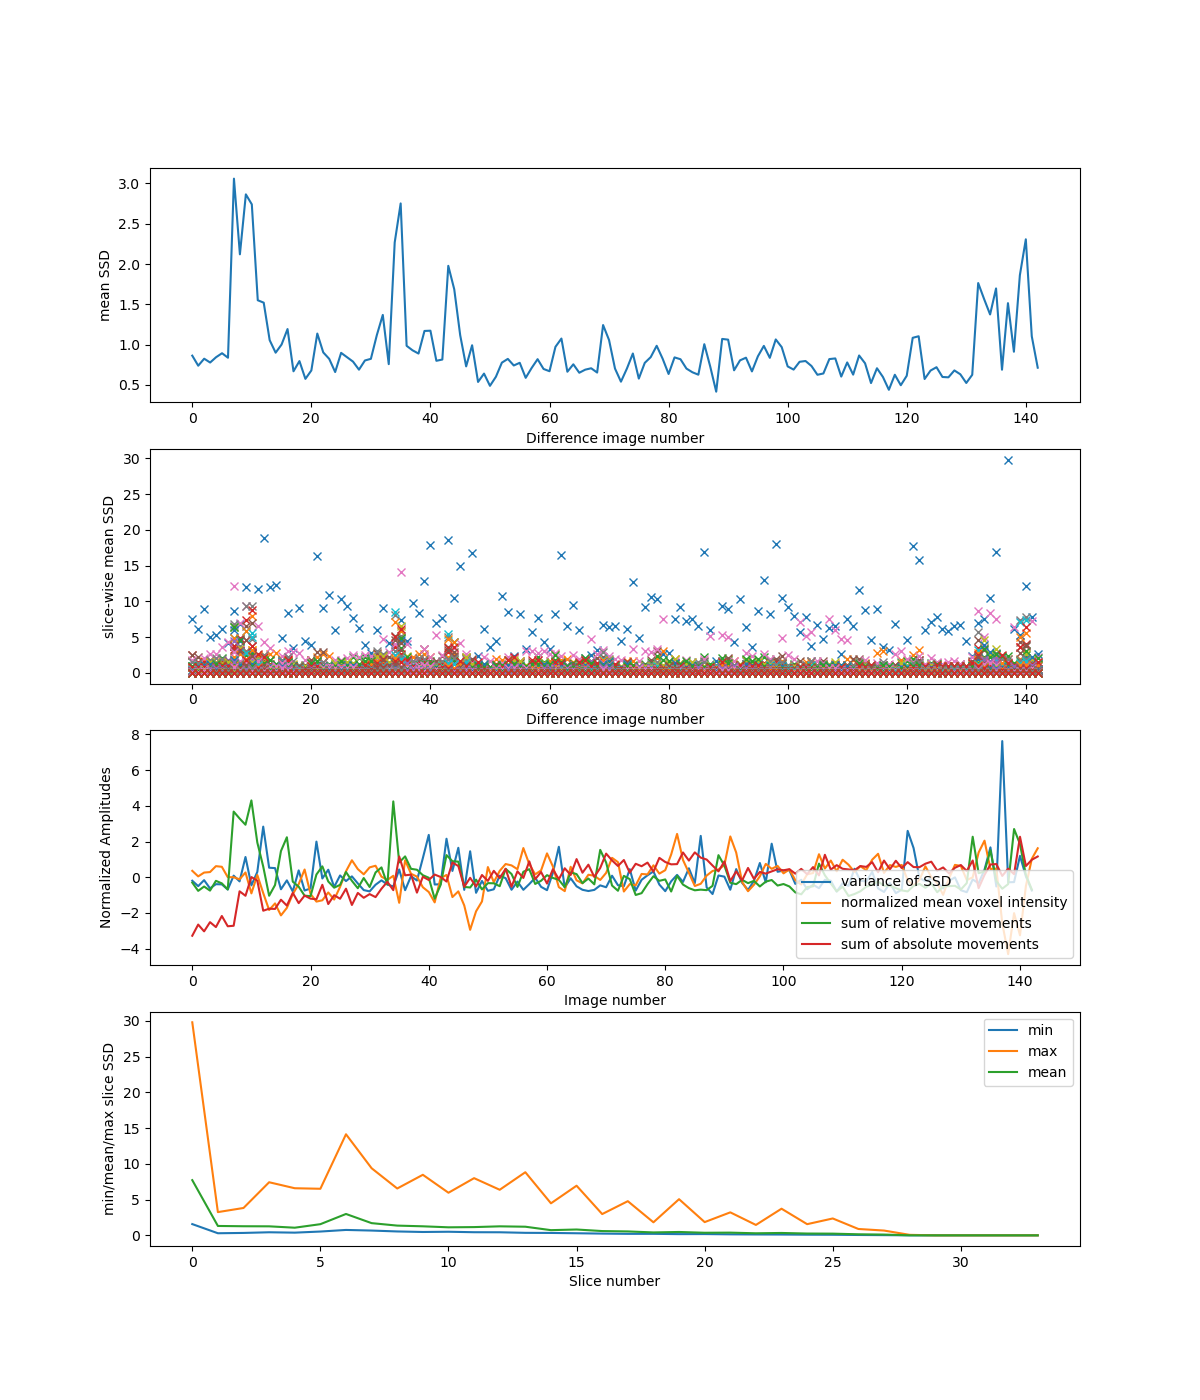 3.0
2.5
2.0
1.5
1.0
0.5
mean SSD
0 20 40 60 80 100 120 140
Difference image number
30
25
20
15
10
5
0
slice-wise mean SSD
0 20 40 60 80 100 120 140
Difference image number
8
6
4
2
0
−2
−4
Normalized Amplitudes
variance of SSD
normalized mean voxel intensity
sum of relative movements
sum of absolute movements
0 20 40 60 80 100 120 140
Image number
30
25
20
15
10
5
0
min/mean/max slice SSD
min
max
mean
0 5 10 15 20 25 30
Slice number